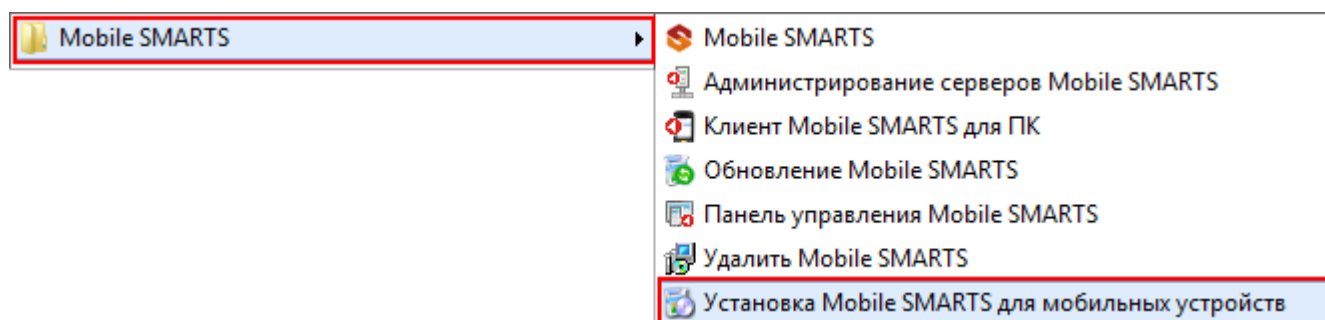 Mobile SMARTS
Mobile SMARTS
Администрирование серверов Mobile SMARTS
Клиент Mobile SMARTS для ПК
Обновление Mobile SMARTS
Панель управления Mobile SMARTS
Удалить Mobile SMARTS
Установка Mobile SMARTS для мобильных устройств